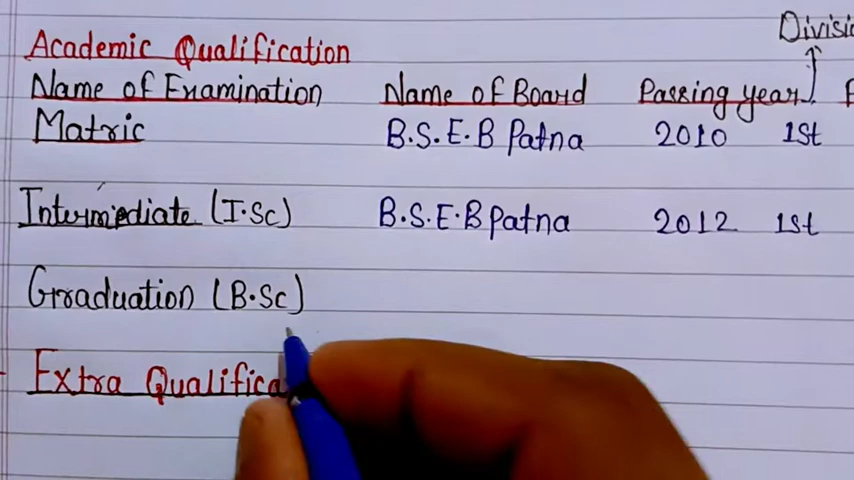 Academic Qualification
Name of Examination Name of Board Passing year
Matric B.S.E.B Patna 2010 1st
Intermediate (I.Sc) B.S.E.B Patna 2012 1st
Graduation (B.Sc)
Extra